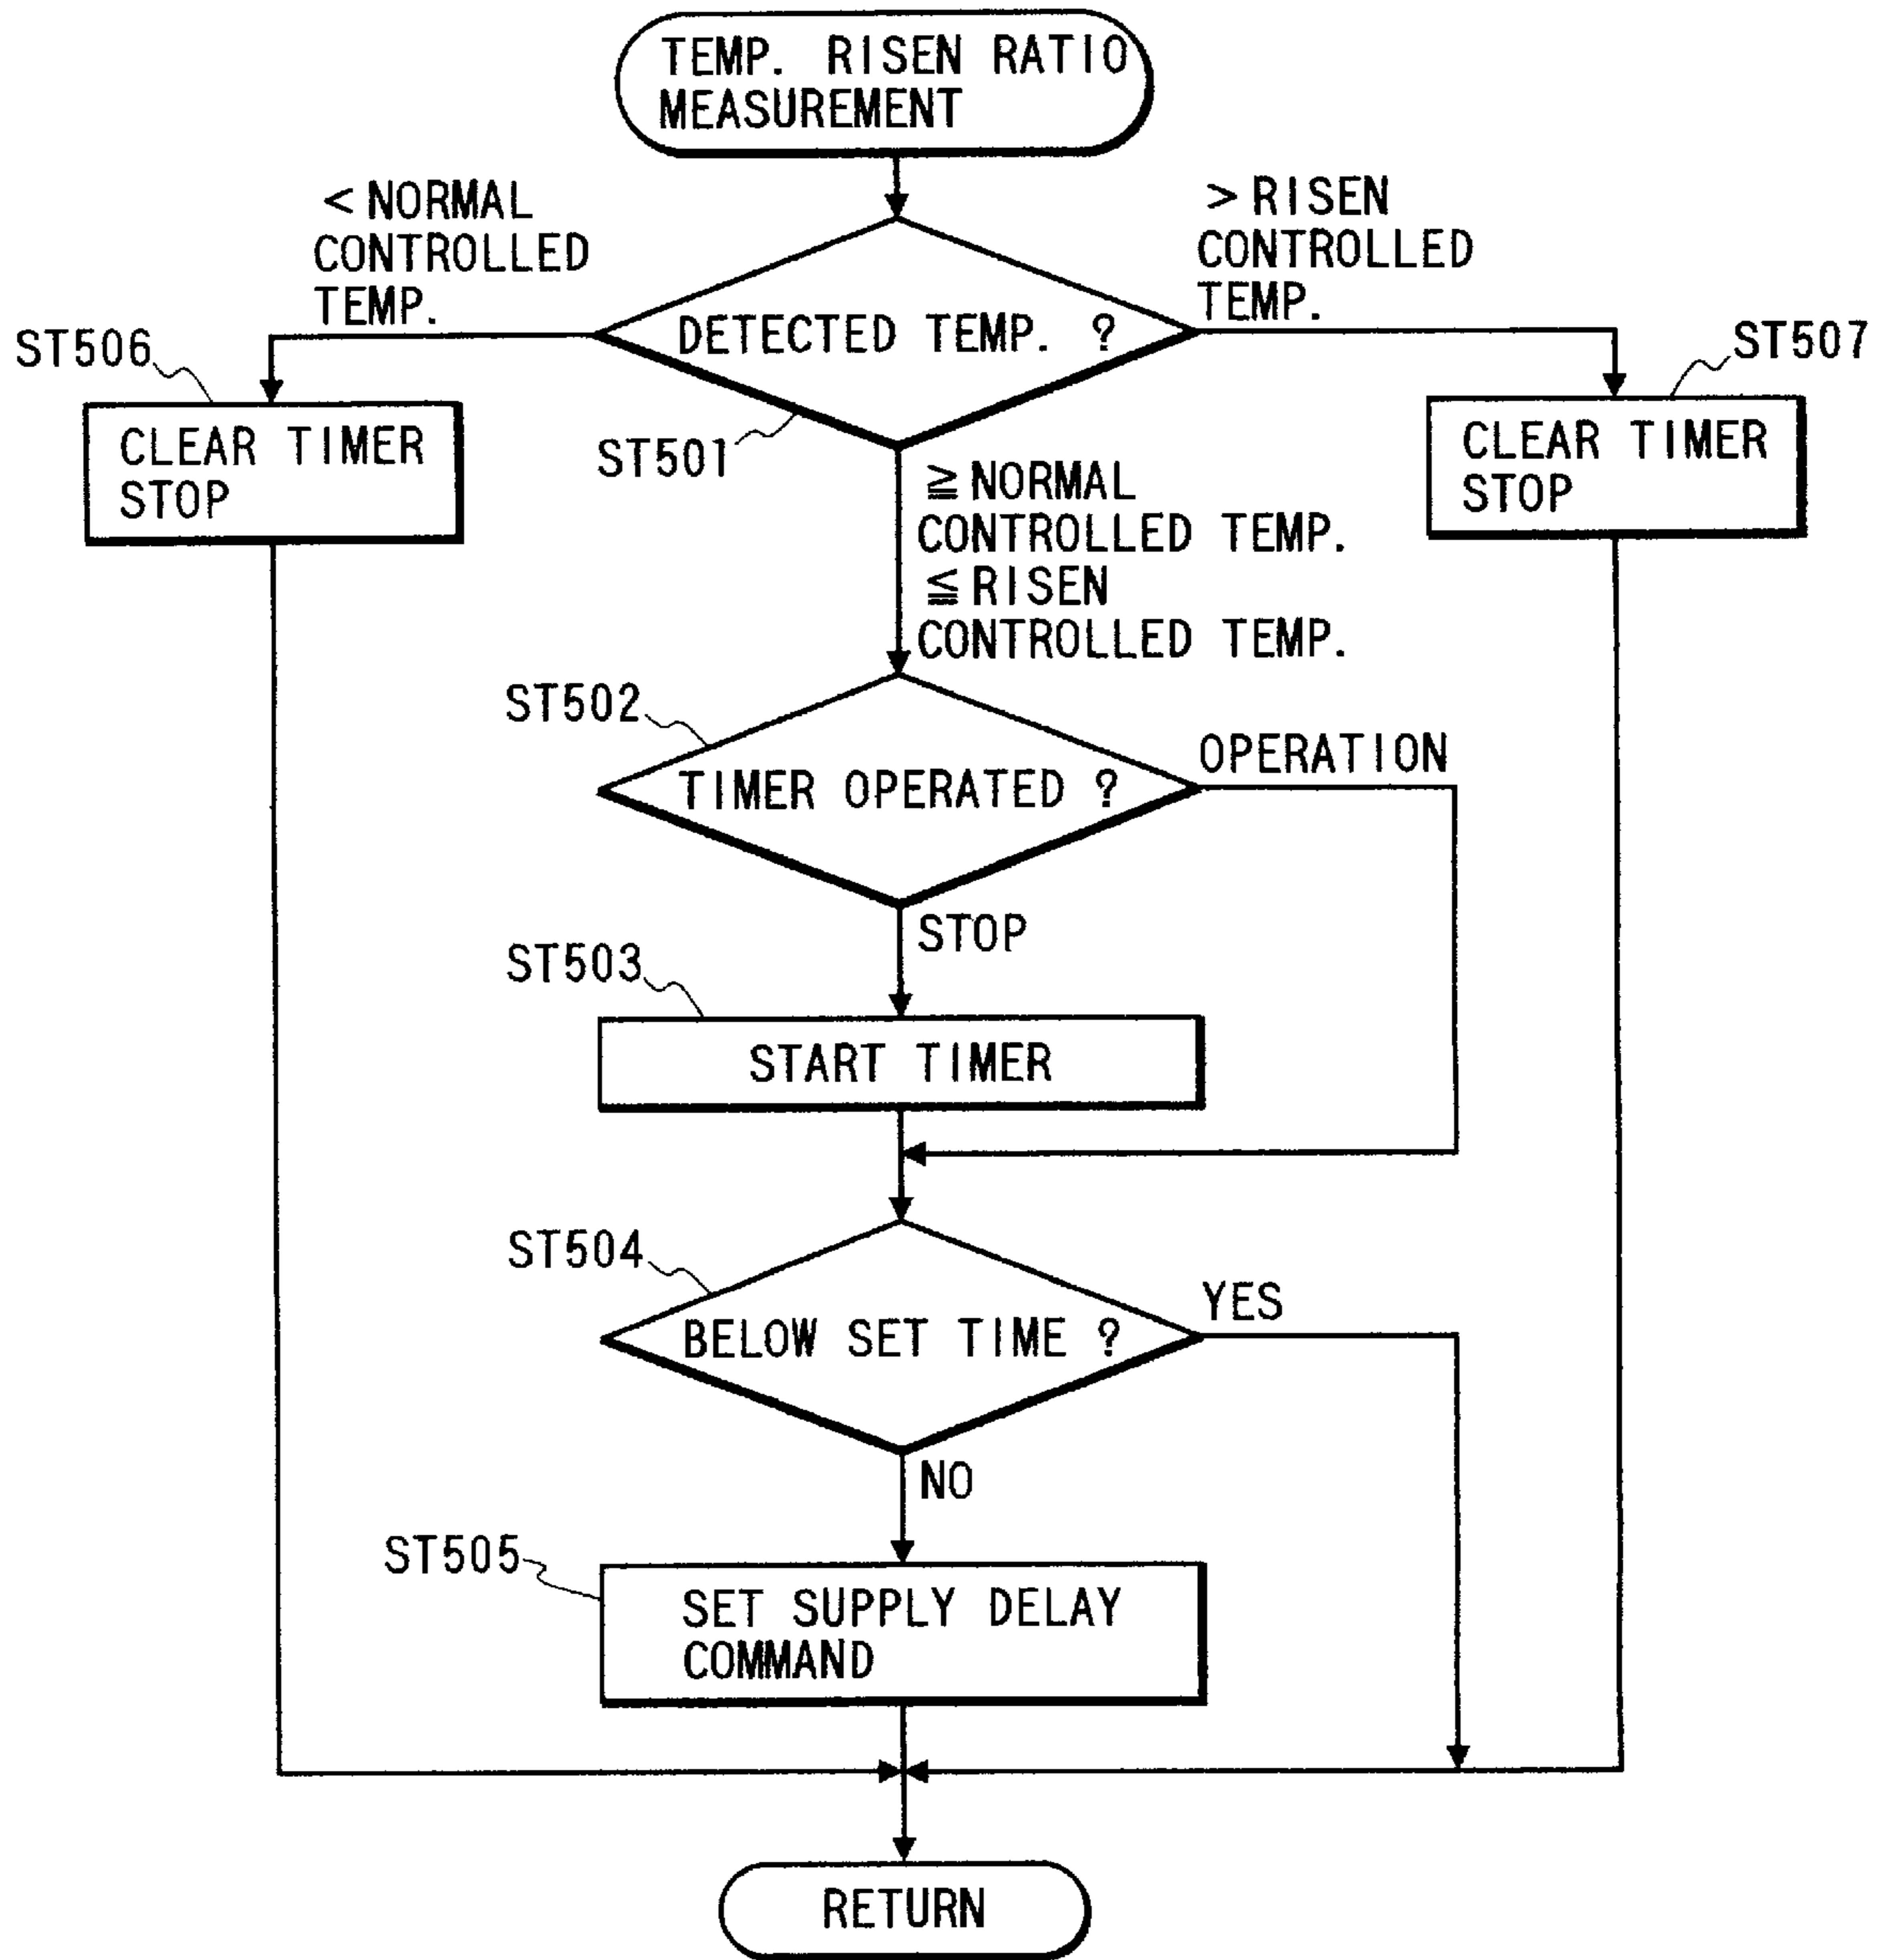 TEMP. RISEN RATIO
MEASUREMENT
< NORMAL
CONTROLLED
TEMP.
> RISEN
CONTROLLED
TEMP.
DETECTED TEMP. ?
ST506
ST507
ST501
CLEAR TIMER
STOP
CLEAR TIMER
STOP
≧ NORMAL
CONTROLLED TEMP.
≦ RISEN
CONTROLLED TEMP.
ST502
OPERATION
TIMER OPERATED ?
STOP
ST503
START TIMER
ST504
YES
BELOW SET TIME ?
NO
ST505
SET SUPPLY DELAY
COMMAND
RETURN